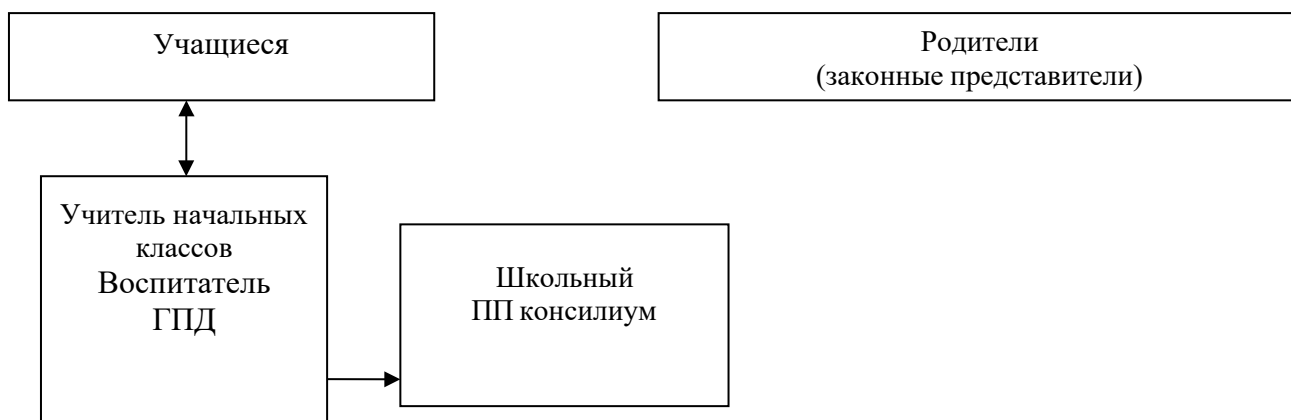 Учащиеся
Родители
(законные представители)
Учитель начальных
классов
Воспитатель
ГПД
Школьный
ПП консилиум